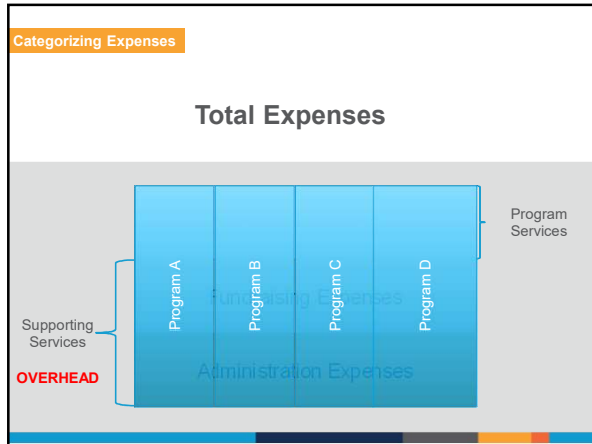 Categorizing Expenses
Total Expenses
Program
Services
Program A
Program B
Program C
Program D
Fundraising Expenses
Supporting
Services
OVERHEAD
Administration Expenses